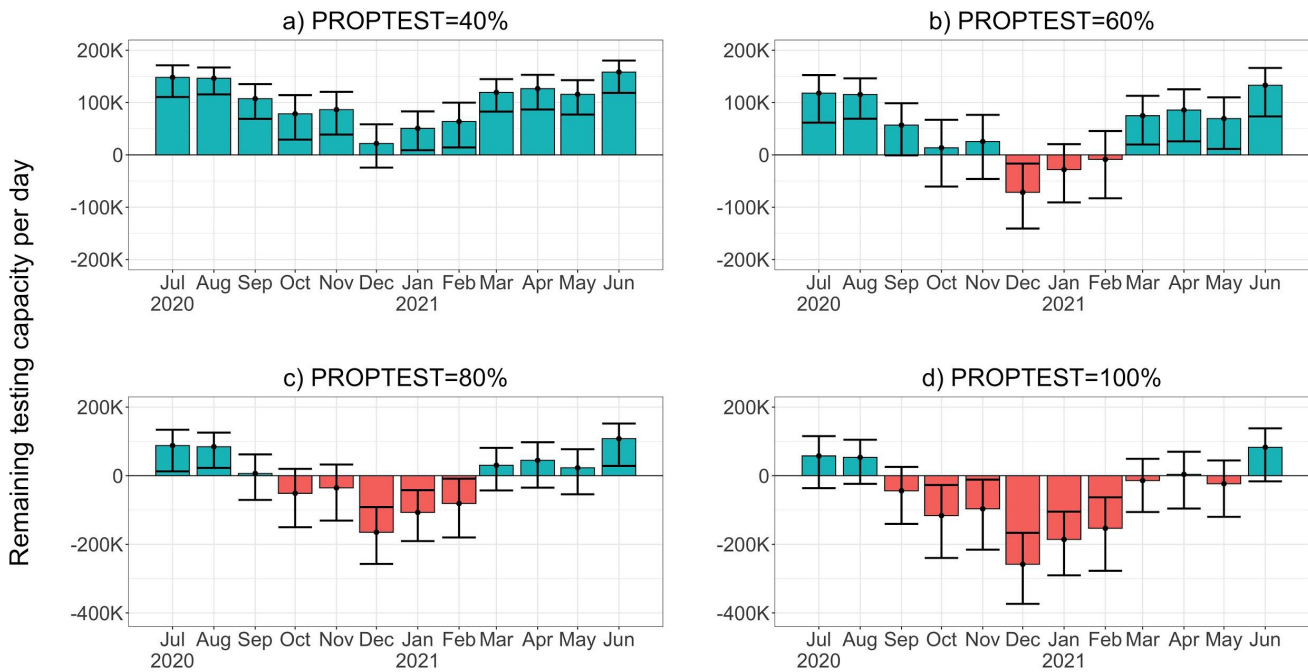 Remaining testing capacity per day
a) PROPTEST=40%
200K
100K
0
-100K
-200K
Jul Aug Sep Oct Nov Dec Jan Feb Mar Apr May Jun
2020 2021
b) PROPTEST=60%
200K
100K
0
-100K
-200K
Jul Aug Sep Oct Nov Dec Jan Feb Mar Apr May Jun
2020 2021
c) PROPTEST=80%
200K
0
-200K
-400K
Jul Aug Sep Oct Nov Dec Jan Feb Mar Apr May Jun
2020 2021
d) PROPTEST=100%
200K
0
-200K
-400K
Jul Aug Sep Oct Nov Dec Jan Feb Mar Apr May Jun
2020 2021